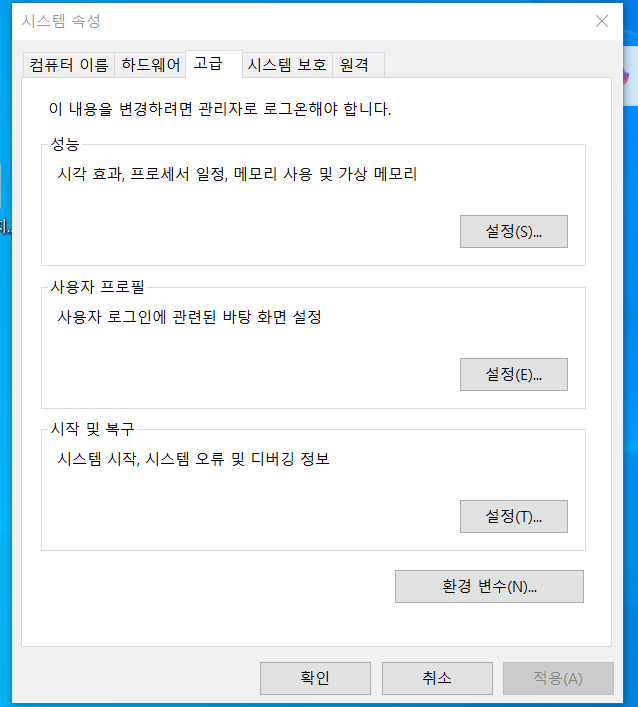 시스템 속성
컴퓨터 이름 하드웨어 고급 시스템 보호 원격
이 내용을 변경하려면 관리자로 로그온해야 합니다.
성능
시각 효과, 프로세서 일정, 메모리 사용 및 가상 메모리
설정(S)...
사용자 프로필
사용자 로그인에 관련된 바탕 화면 설정
설정(E)...
시작 및 복구
시스템 시작, 시스템 오류 및 디버깅 정보
설정(T)...
환경 변수(N)...
확인 취소 적용(A)